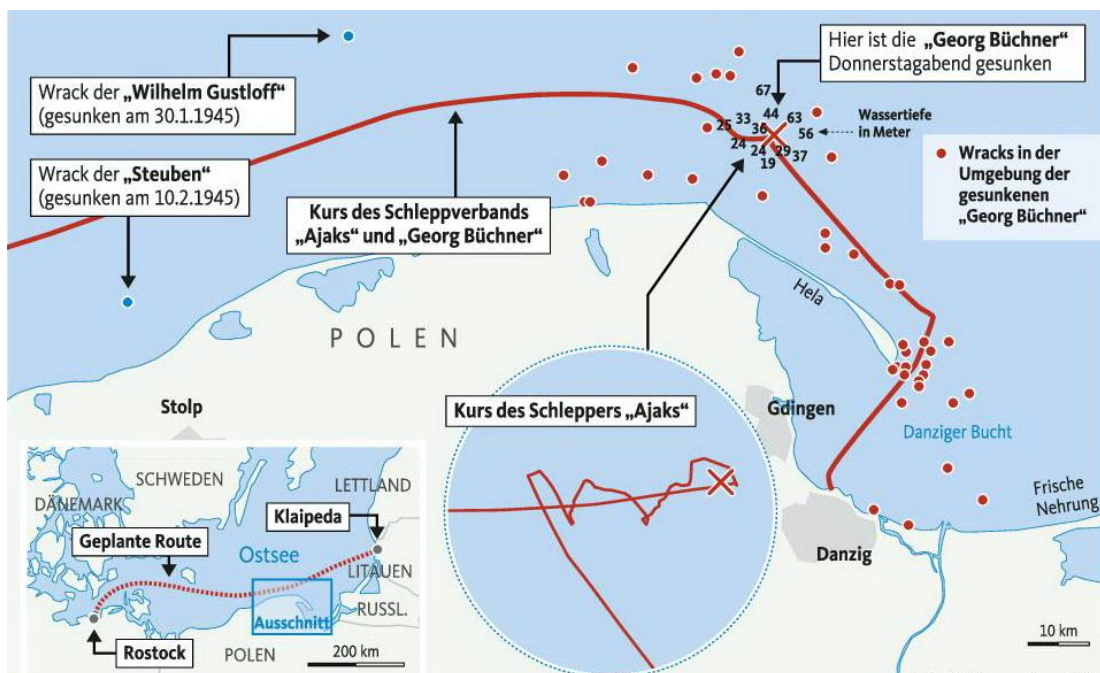 Wrack der „Wilhelm Gustloff“
(gesunken am 30.1.1945)
Wrack der „Steuben“
(gesunken am 10.2.1945)
Kurs des Schleppverbands
„Ajaks“ und „Georg Büchner“
Hier ist die „Georg Büchner“
Donnerstagabend gesunken
67
44
63
33
25
36
56
24
24
29
37
19
Wassertiefe
in Meter
Wracks in der
Umgebung der
gesunkenen
„Georg Büchner“
Hela
POLEN
Stolp
Kurs des Schleppers „Ajaks“
Gdingen
Danziger Bucht
Danzig
Frische
Nehrung
10 km
SCHWEDEN
DÄNEMARK
LETTLAND
Klaipeda
Geplante Route
Ostsee
LITAUEN
RUSSL.
Ausschnitt
Rostock
POLEN
200 km